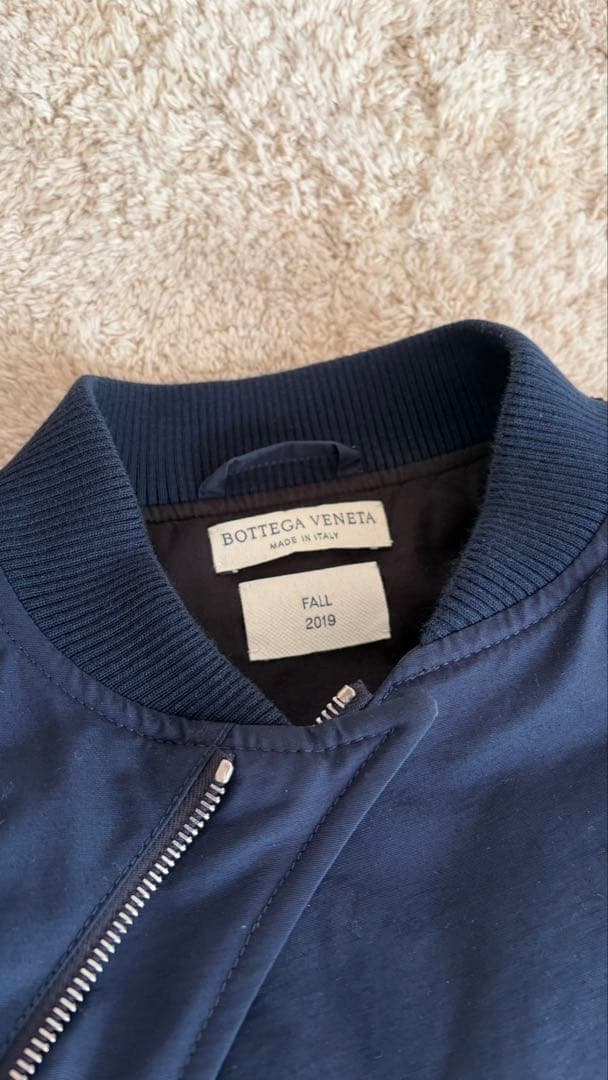 BOTTEGA VENETA
MADE IN ITALY
FALL
2019